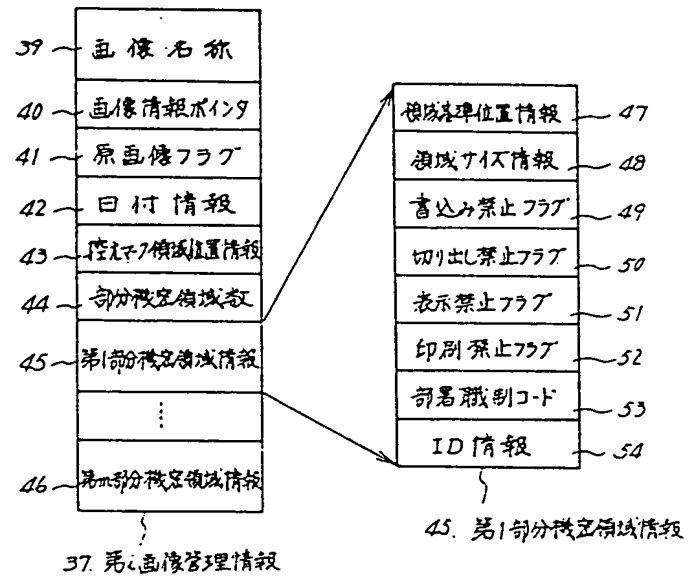 39 画像名称
40 画像情報ポインタ
41 原画像フラグ
42 日付情報
43 控えマーク領域位置情報
44 部分機定領域数
45 第1部分機定領域情報
⋮
46 第m部分機定領域情報
37. 第i画像管理情報
領域基準位置情報 47
領域サイズ情報 48
書込み禁止フラグ 49
切り出し禁止フラグ 50
表示禁止フラグ 51
印刷禁止フラグ 52
部署職制コード 53
ID情報 54
45. 第1部分機定領域情報